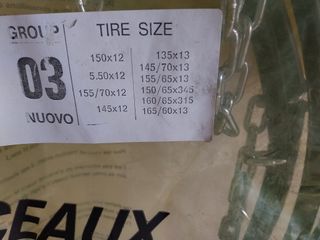 GROUP TIRE SIZE
03
NUOVO
150x12 135x13
5.50x12 145/70x13
155/70x12 155/65x13
145x12 150/65x345
160/65x315
165/60x13
CEAUX